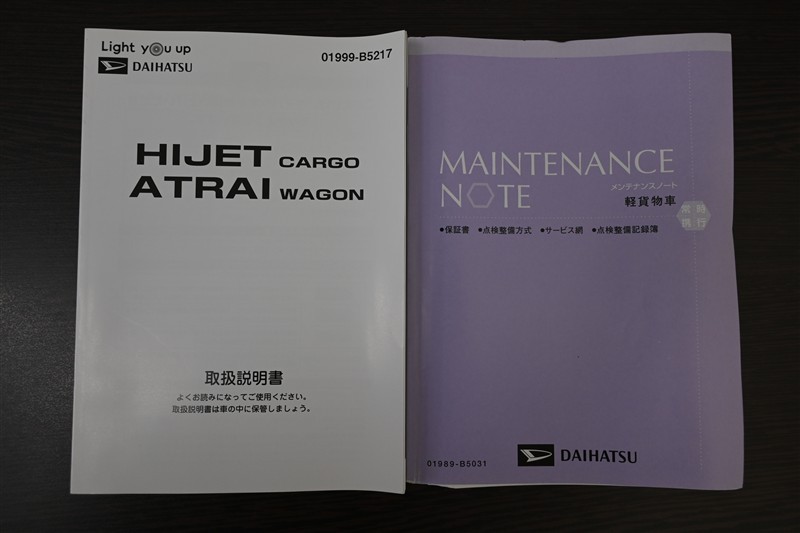 Light you up
DAIHATSU
01999-B5217
HIJET CARGO
ATRAI WAGON
取扱説明書
よくお読みになってご使用ください。
取扱説明書は車の中に保管しましょう。
MAINTENANCE
NOTE
メンテナンスノート
軽貨物車
常時
携行
●保証書 ●点検整備方式 ●サービス網 ●点検整備記録簿
01989-B5031
DAIHATSU